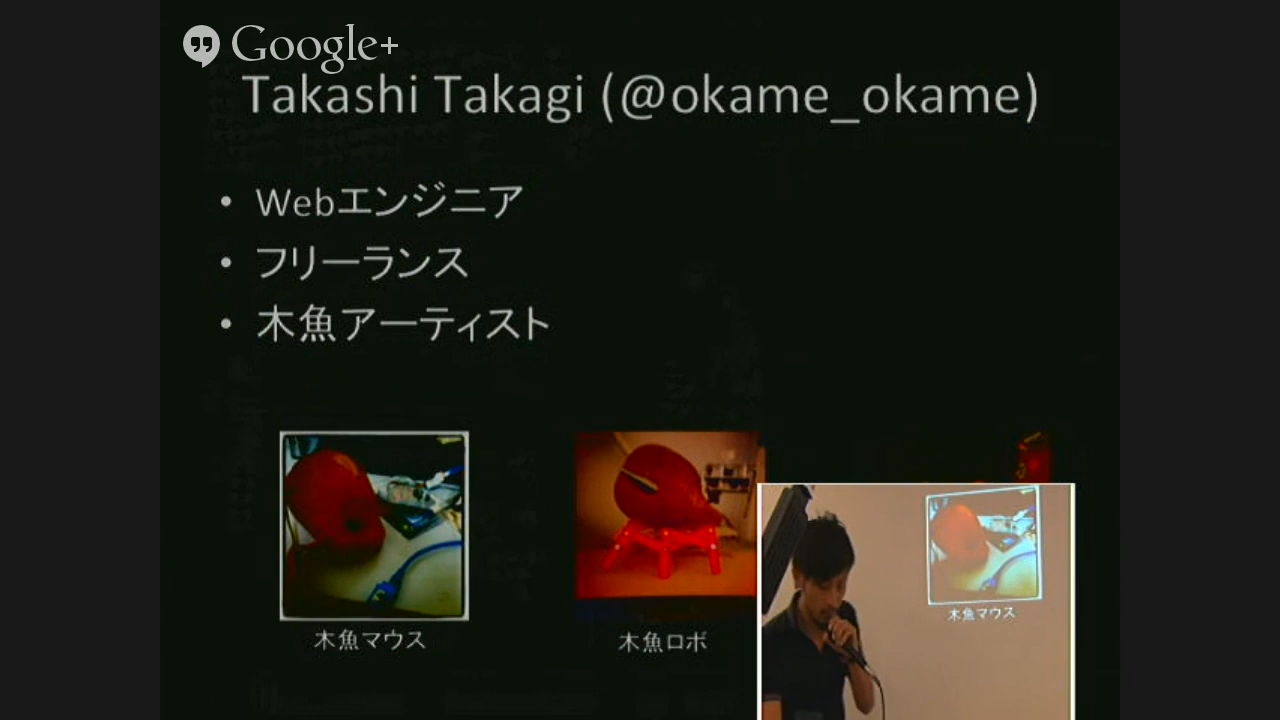 Google+
Takashi Takagi (@okame_okame)
• Webエンジニア
• フリーランス
• 木魚アーティスト
木魚マウス
木魚ロボ
木魚マウス